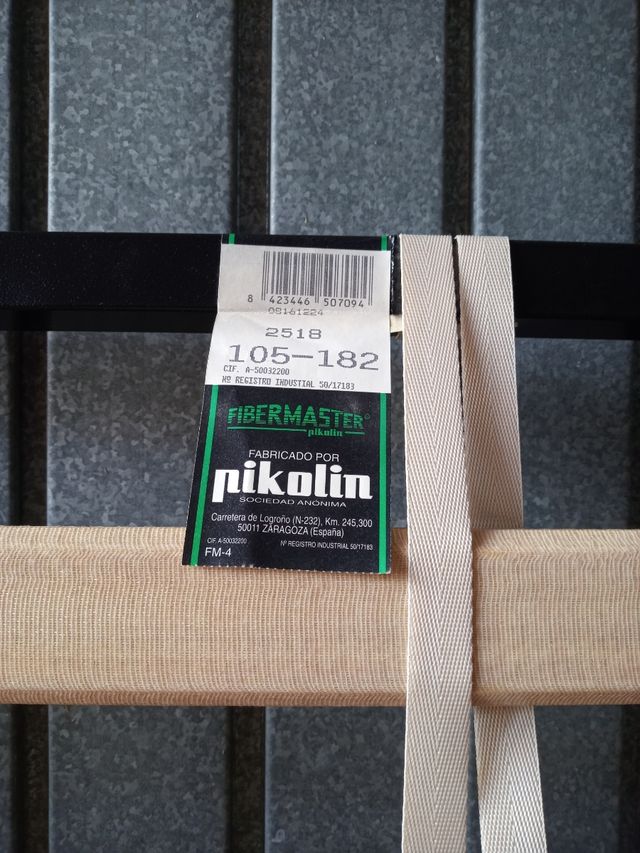 8 423446 507094
08161224
2518
105-182
CIF. A-50032200
Nº REGISTRO INDUSTIAL 50/17183
FIBERMASTER®
pikolin
FABRICADO POR
pikolin
SOCIEDAD ANONIMA
Carretera de Logroño (N-232), Km. 245,300
50011 ZARAGOZA (España)
CIF. A-50032200 Nº REGISTRO INDUSTRIAL 50/17183
FM-4